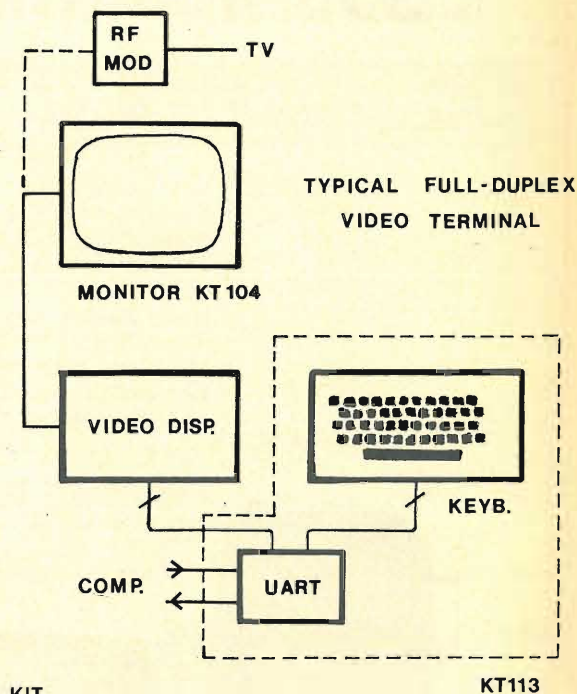 RF
MOD
TV
TYPICAL FULL-DUPLEX
VIDEO TERMINAL
MONITOR KT104
VIDEO DISP.
KEYB.
COMP.
UART
KT113
KIT